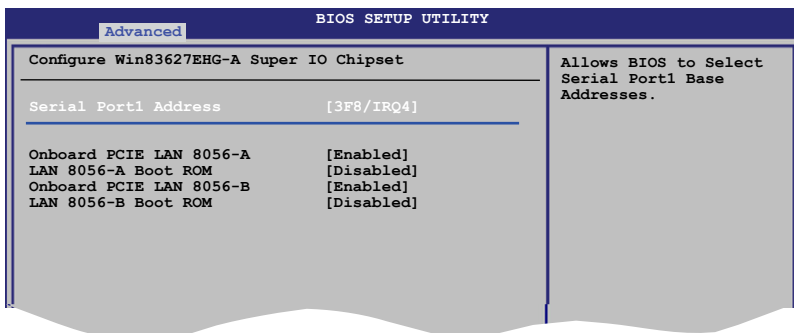 BIOS SETUP UTILITY
Advanced
Configure Win83627EHG-A Super IO Chipset
Serial Port1 Address [3F8/IRQ4]
Onboard PCIE LAN 8056-A [Enabled]
LAN 8056-A Boot ROM [Disabled]
Onboard PCIE LAN 8056-B [Enabled]
LAN 8056-B Boot ROM [Disabled]
Allows BIOS to Select
Serial Port1 Base
Addresses.